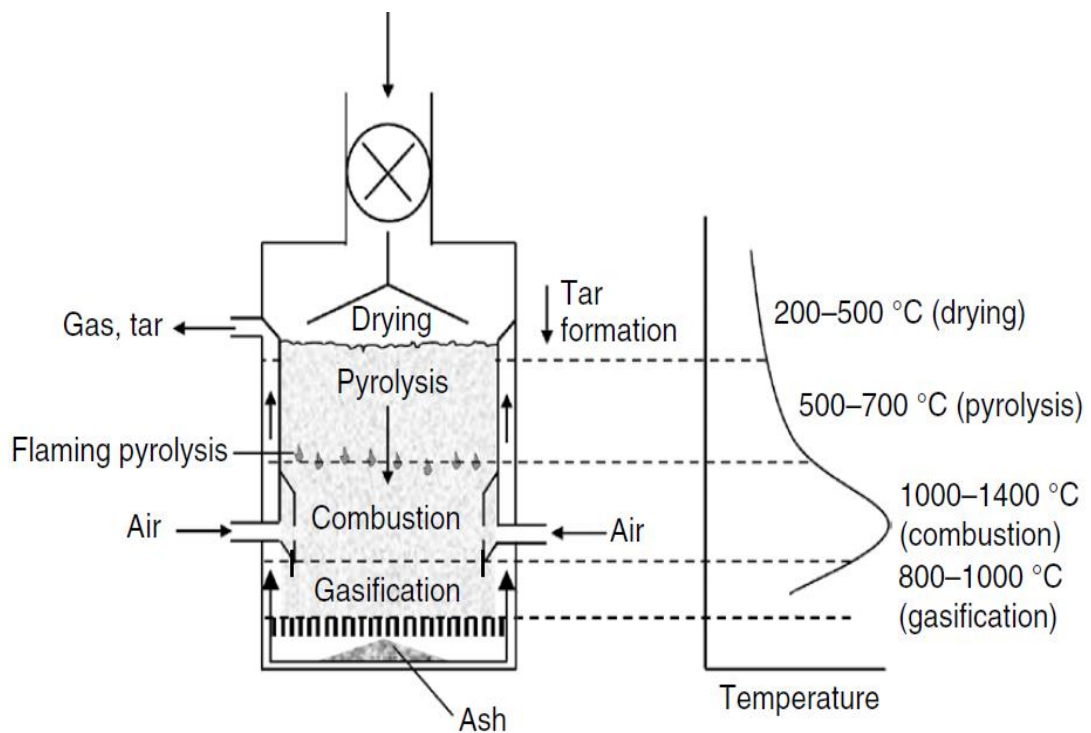 Gas, tar
Drying
Tar
formation
200–500 °C (drying)
Pyrolysis
500–700 °C (pyrolysis)
Flaming pyrolysis
Air
Combustion
Air
1000–1400 °C
(combustion)
Gasification
800–1000 °C
(gasification)
Ash
Temperature